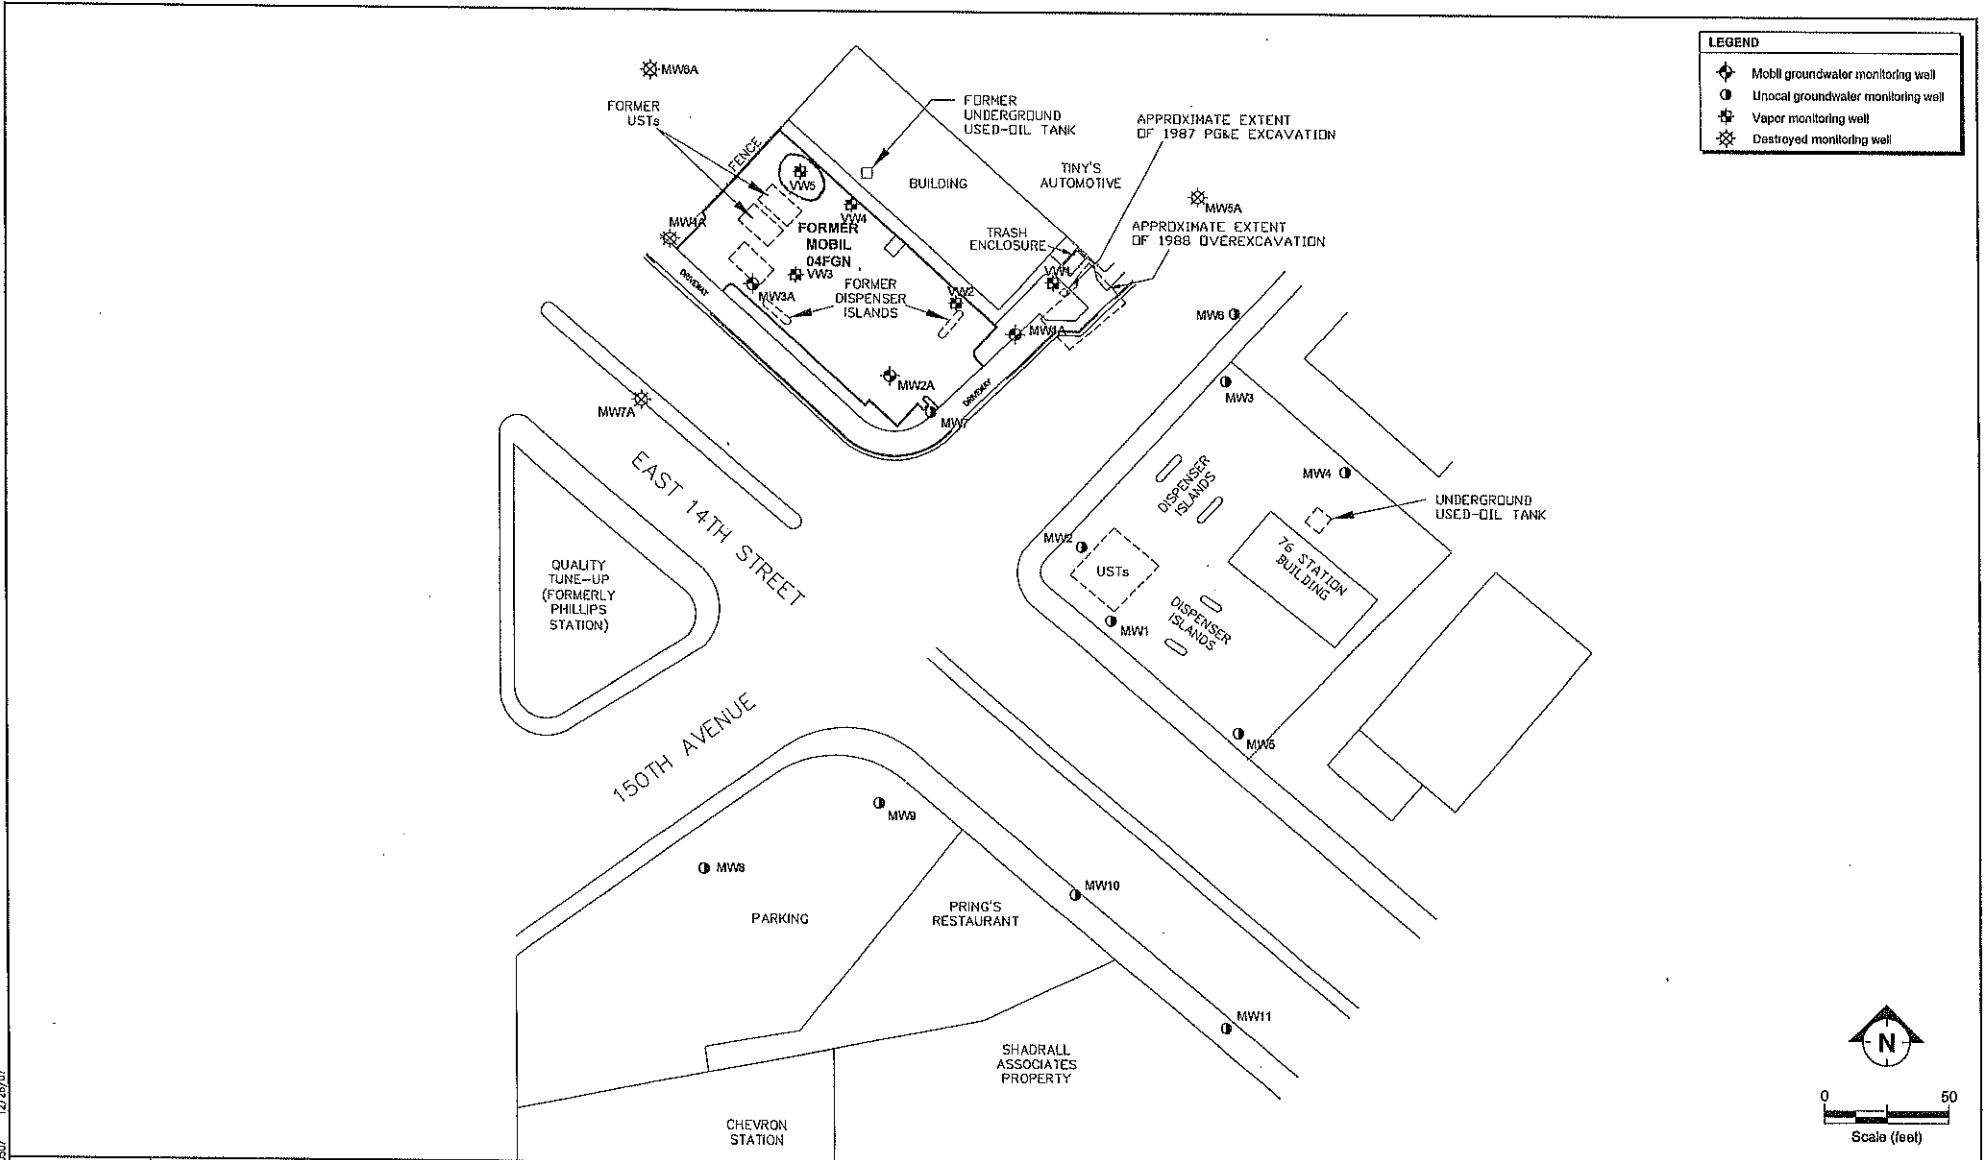 LEGEND
Mobil groundwater monitoring well
Unocal groundwater monitoring well
Vapor monitoring well
Destroyed monitoring well
MW6A
FORMER
USTs
FENCE
FORMER
UNDERGROUND
USED-OIL TANK
APPROXIMATE EXTENT
OF 1987 PG&E EXCAVATION
TINY'S
AUTOMOTIVE
BUILDING
VW5
VW4
MW5A
MW4A
FORMER
MOBIL
04FGN
TRASH
ENCLOSURE
APPROXIMATE EXTENT
OF 1988 OVEREXCAVATION
VW3
VW1
DRIVEWAY
MW3A
FORMER
DISPENSER
ISLANDS
VW2
MW1A
MW2A
DRIVEWAY
MW7
MW6
MW3
MW7A
EAST 14TH STREET
DISPENSER
ISLANDS
MW4
UNDERGROUND
USED-OIL TANK
MW2
USTs
76 STATION
BUILDING
QUALITY
TUNE-UP
(FORMERLY
PHILLIPS
STATION)
DISPENSER
ISLANDS
MW1
MW5
150TH AVENUE
MW9
MW8
MW10
PARKING
PRING'S
RESTAURANT
MW11
SHADRALL
ASSOCIATES
PROPERTY
CHEVRON
STATION
N
0 50
Scale (feet)